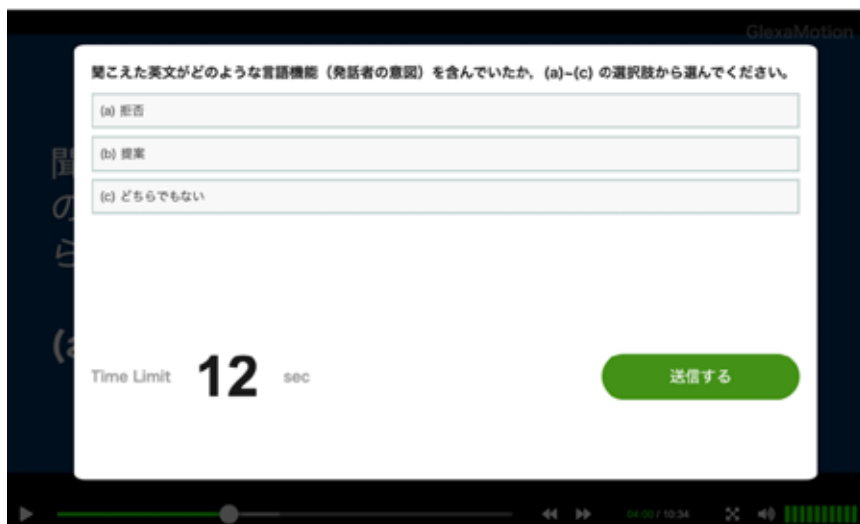 GlexaMotion
聞こえた英文がどのような言語機能（発話者の意図）を含んでいたか，(a)–(c) の選択肢から選んでください。
(a) 拒否
(b) 提案
(c) どちらでもない
聞
の
ら
(a
Time Limit 12 sec
送信する
04:00 / 10:34